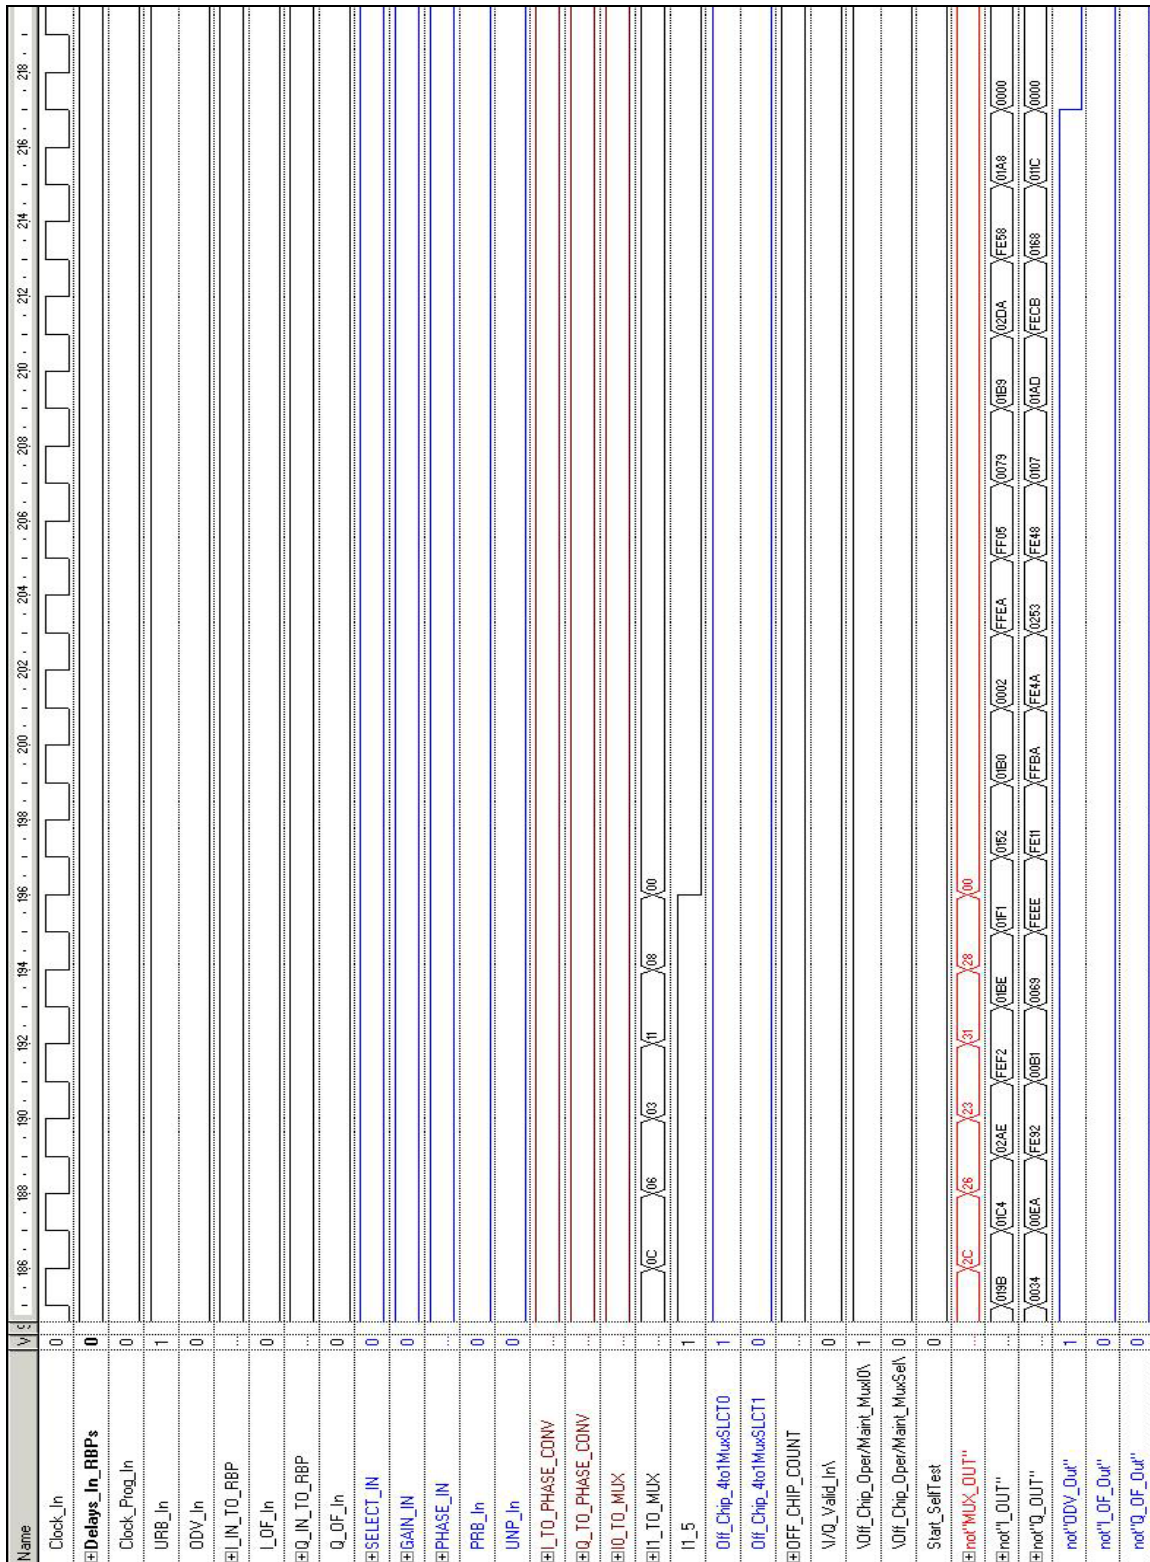 Name V S 186 188 190 192 194 196 198 200 202 204 206 208 210 212 214 216 218
Clock_In 0
Delays_In_RBPs 0
Clock_Prog_In 0
URB_In 1
ODV_In 0
I_IN_TO_RBP ...
I_OF_In 0
Q_IN_TO_RBP ...
Q_OF_In 0
SELECT_IN 0
GAIN_IN 0
PHASE_IN 0
PRB_In 0
UNP_In 0
I_TO_PHASE_CONV ...
Q_TO_PHASE_CONV ...
I0_TO_MUX ...
I1_TO_MUX ... 0C 06 03 11 08 00
I1_5 1
Off_Chip_4to1MuxSLCT0 1
Off_Chip_4to1MuxSLCT1 0
OFF_CHIP_COUNT ...
\I/Q_Valid_In\ 0
\Off_Chip_Oper/Maint_MuxI0\ 1
\Off_Chip_Oper/Maint_MuxSel\ 0
Start_SelfTest 0
not"MUX_OUT" ... 2C 26 23 31 28 00
not"I_OUT" ... 019B 01C4 02AE FEF2 01BE 01F1 0152 01B0 0002 FFEA FF05 0079 01B9 02DA FE58 01A8 0000
not"Q_OUT" ... 0034 00EA FE92 00B1 0069 FEEE FE11 FFBA FE4A 0253 FE48 0107 01AD FECB 0168 011C 0000
not"ODV_Out" 1
not"I_OF_Out" 0
not"Q_OF_Out" 0